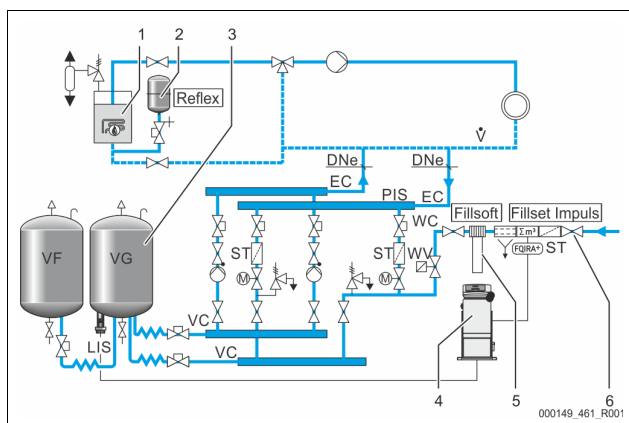 1
2
3
Reflex
V̇
DNe
DNe
EC
PIS
EC
WC
Fillsoft
Fillset Impuls
Σm³
FQIRA+
ST
ST
ST
WV
M
M
VF
VG
LIS
VC
VC
4
5
6
000149_461_R001